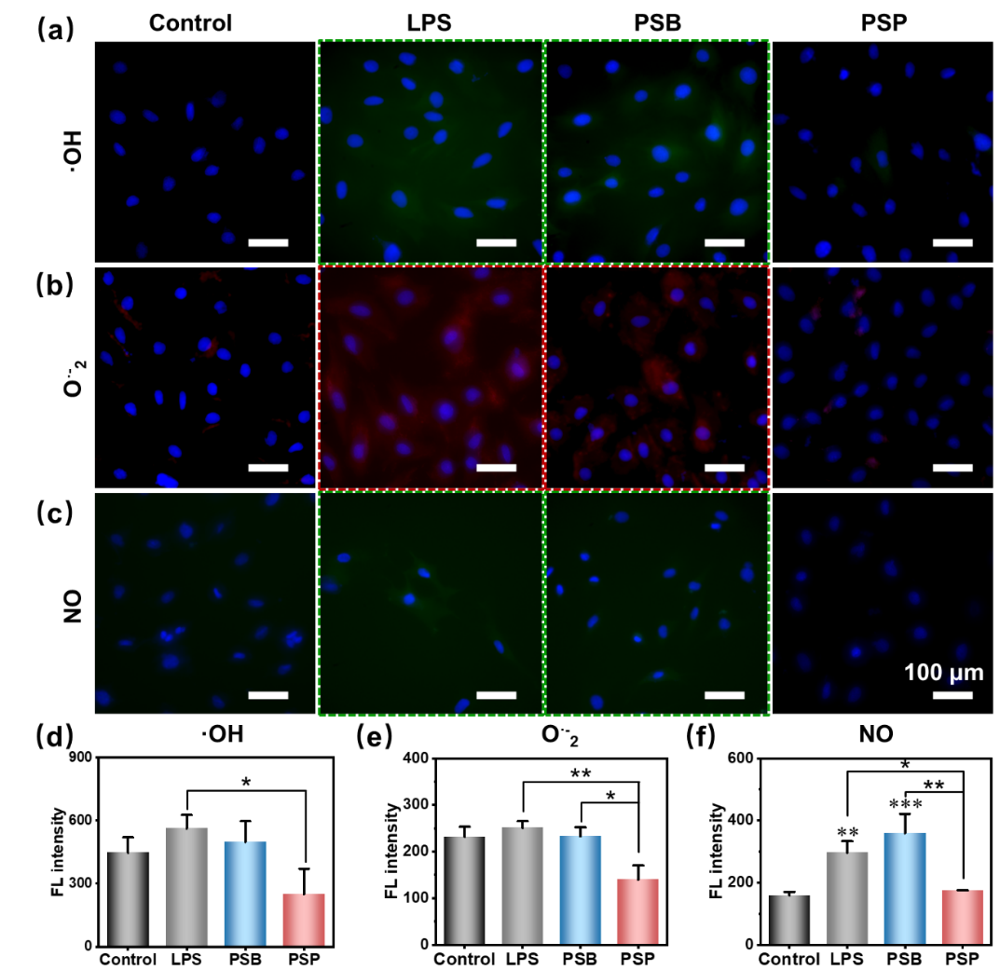 (a) Control LPS PSB PSP
·OH
(b)
O·-2
(c)
NO
100 µm
(d) ·OH
900
600
300
0
FL intensity
*
Control LPS PSB PSP
(e) O·-2
400
300
200
100
0
FL intensity
**
*
Control LPS PSB PSP
(f) NO
600
400
200
0
FL intensity
*
**
***
**
Control LPS PSB PSP